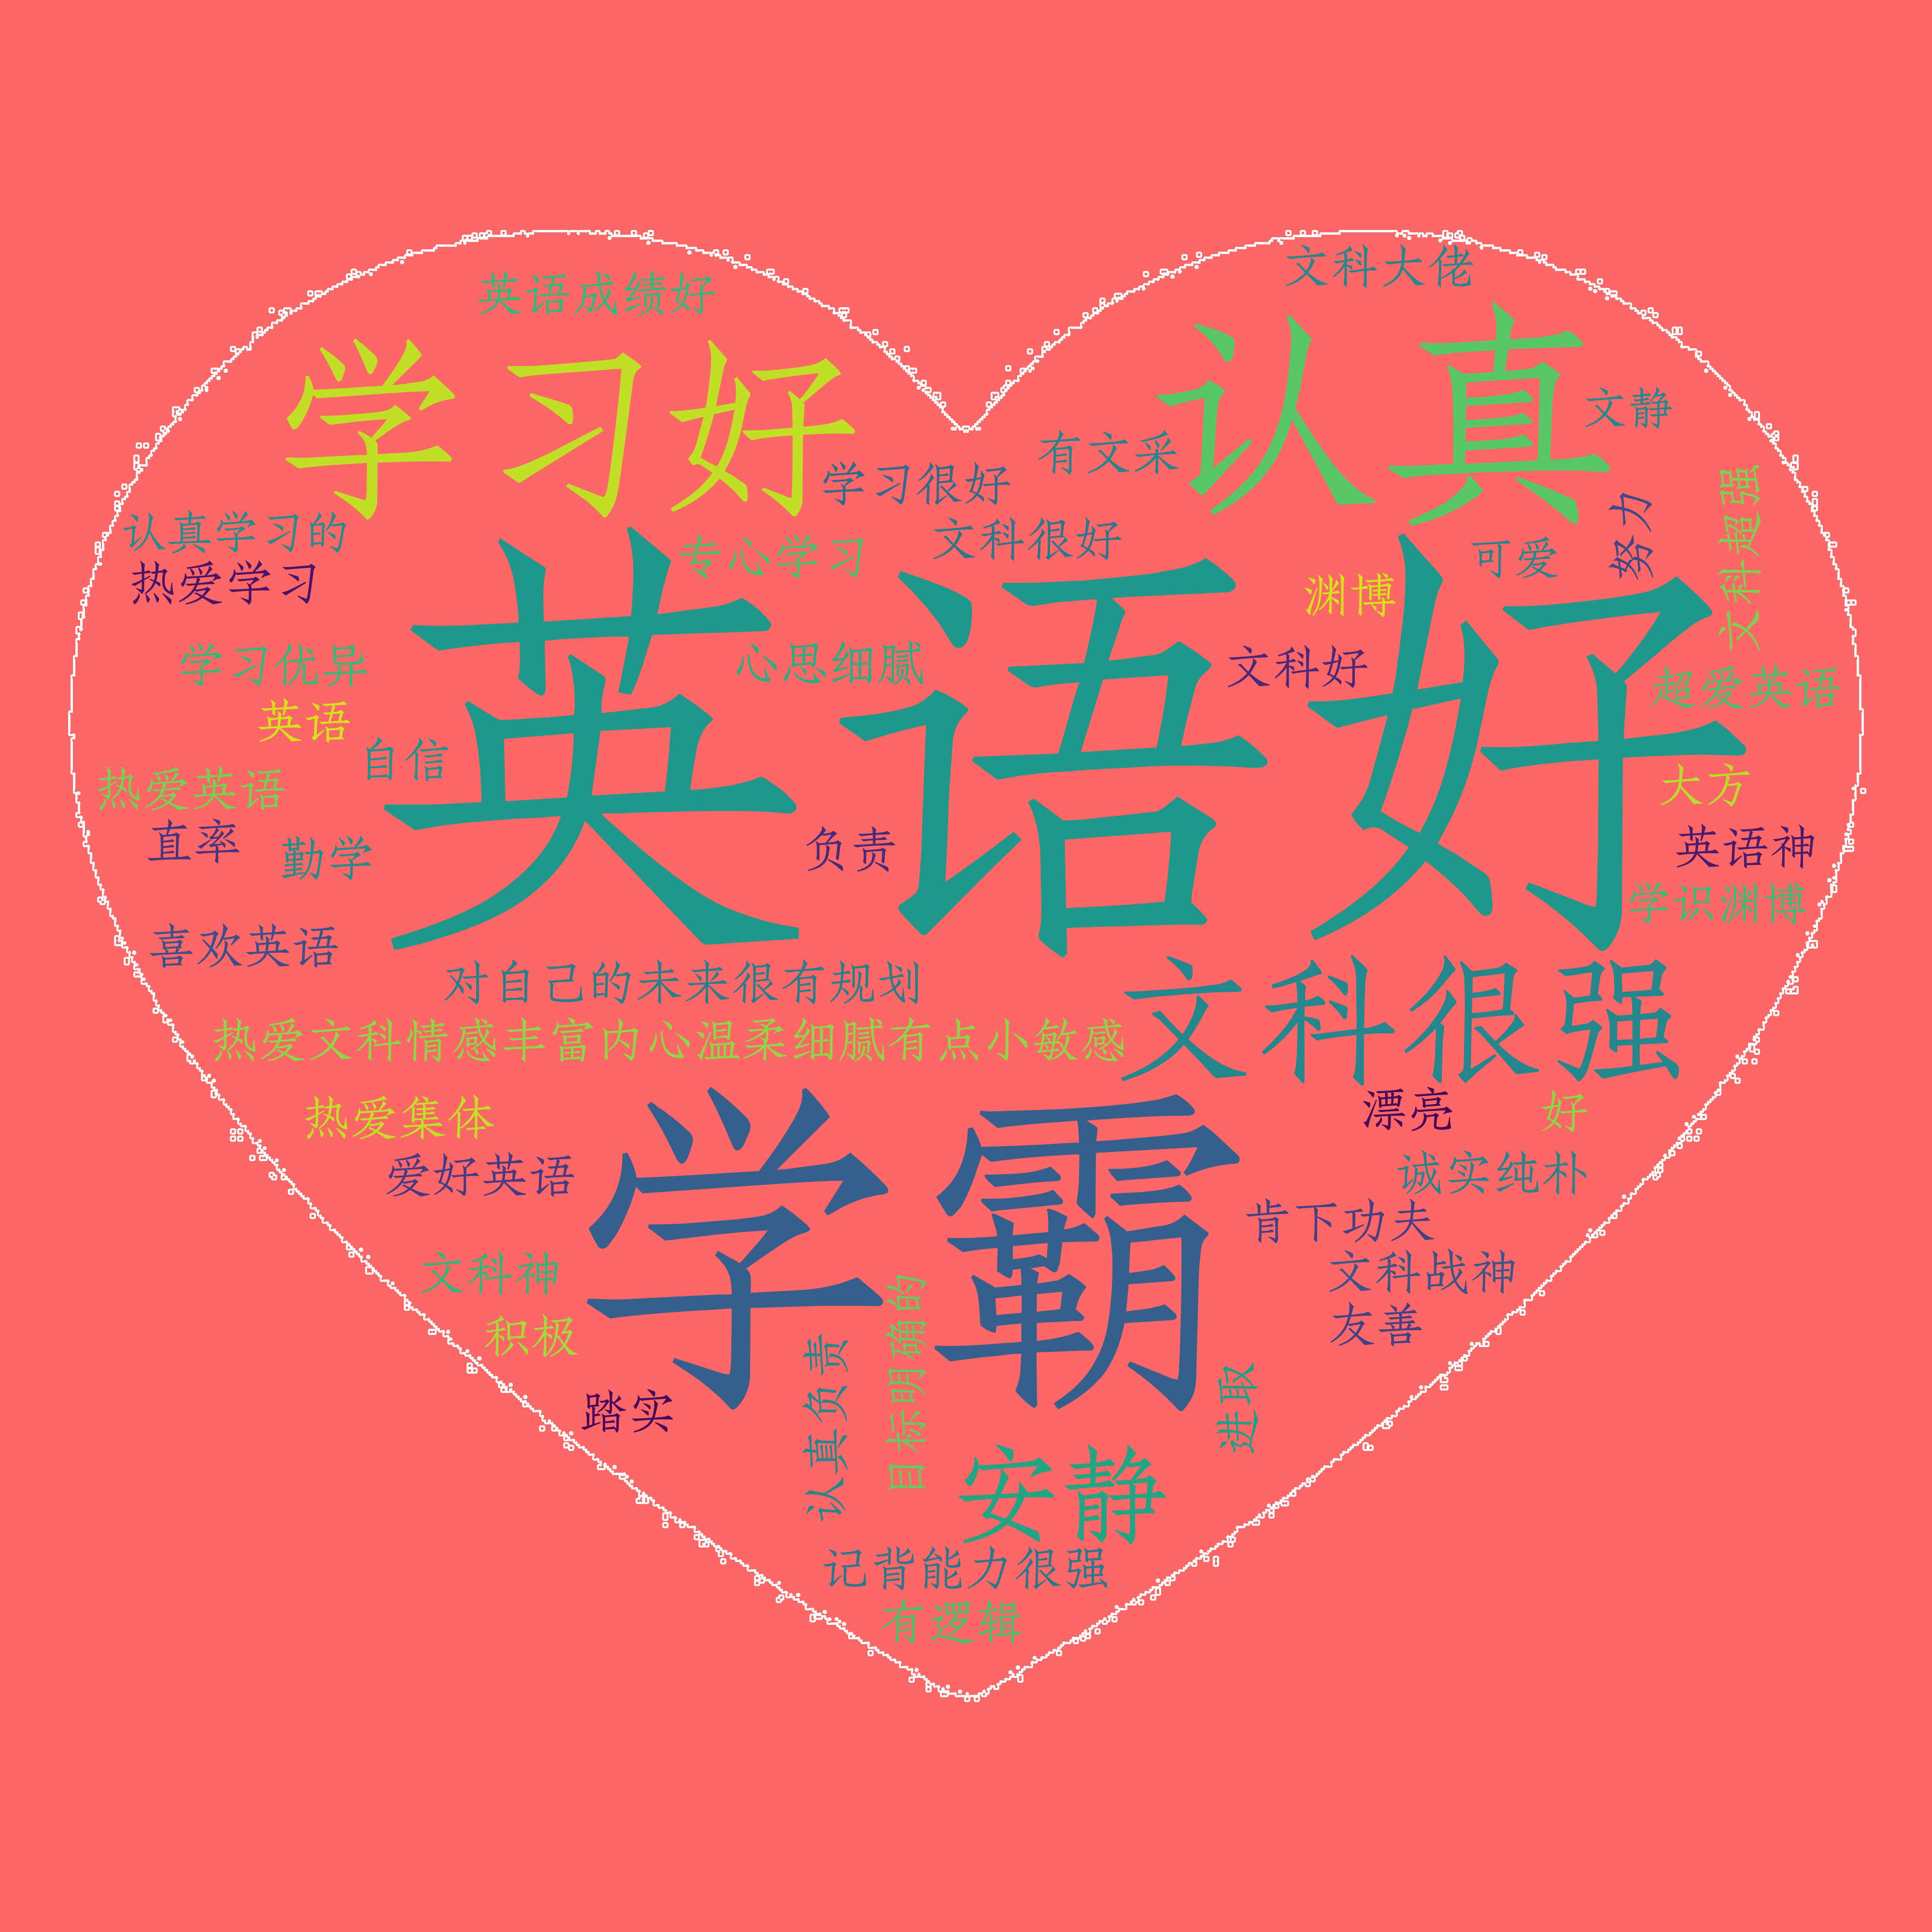 文科大佬
英语成绩好
学习好
认真
文静
有文采
学习很好
文科超强
努力
认真学习的
文科很好
专心学习
可爱
热爱学习
渊博
英语好
学习优异
心思细腻
文科好
超爱英语
英语
自信
热爱英语
大方
直率
勤学
负责
英语神
学识渊博
喜欢英语
对自己的未来很有规划
文科很强
热爱文科情感丰富内心温柔细腻有点小敏感
热爱集体
漂亮
好
学霸
爱好英语
诚实纯朴
肯下功夫
文科神
文科战神
积极
友善
目标明确的
认真负责
进取
踏实
安静
记背能力很强
有逻辑